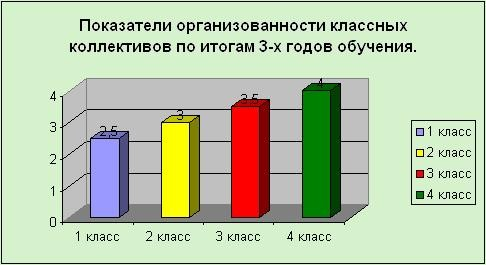 Показатели организованности классных
коллективов по итогам 3-х годов обучения.
4
3
2
1
0
2,5
3
3,5
4
1 класс
2 класс
3 класс
4 класс
1 класс
2 класс
3 класс
4 класс